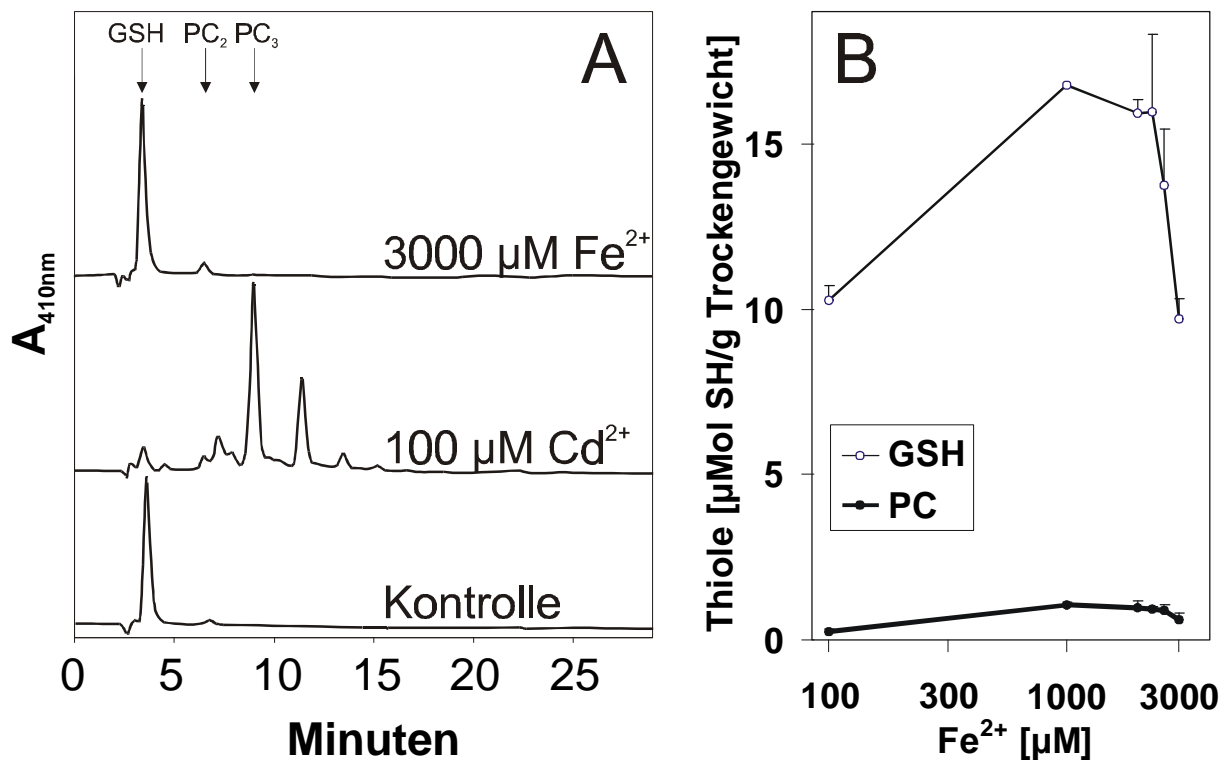 GSH PC₂ PC₃
A
3000 µM Fe²⁺
100 µM Cd²⁺
Kontrolle
A₄₁₀ₙₘ
0 5 10 15 20 25
Minuten
B
Thiole [µMol SH/g Trockengewicht]
15
10
5
0
GSH
PC
100 300 1000 3000
Fe²⁺ [µM]